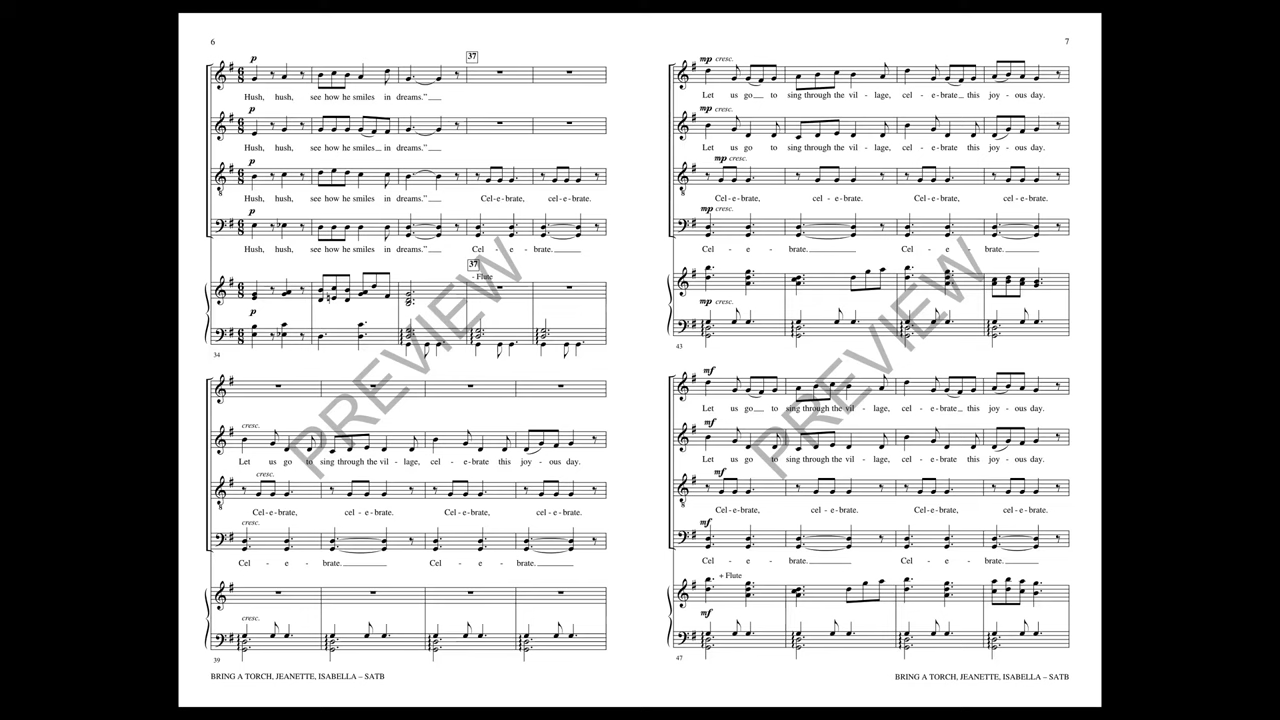 6
p
37
Hush, hush, see how he smiles in dreams.”
p
Hush, hush, see how he smiles in dreams.”
p
Hush, hush, see how he smiles in dreams.” Cel - e - brate, cel - e - brate.
p
Hush, hush, see how he smiles in dreams.” Cel - e - brate.
37
- Flute
p
34
cresc.
Let us go to sing through the vil - lage, cel - e - brate this joy - ous day.
cresc.
Cel - e - brate, cel - e - brate. Cel - e - brate, cel - e - brate.
cresc.
Cel - e - brate. Cel - e - brate.
cresc.
39
BRING A TORCH, JEANETTE, ISABELLA – SATB
7
mp cresc.
Let us go to sing through the vil - lage, cel - e - brate this joy - ous day.
mp cresc.
Let us go to sing through the vil - lage, cel - e - brate this joy - ous day.
mp cresc.
Cel - e - brate, cel - e - brate. Cel - e - brate, cel - e - brate.
mp cresc.
Cel - e - brate. Cel - e - brate.
mp cresc.
43
mf
Let us go to sing through the vil - lage, cel - e - brate this joy - ous day.
mf
Let us go to sing through the vil - lage, cel - e - brate this joy - ous day.
mf
Cel - e - brate, cel - e - brate. Cel - e - brate, cel - e - brate.
mf
Cel - e - brate. Cel - e - brate.
+ Flute
mf
47
BRING A TORCH, JEANETTE, ISABELLA – SATB
PREVIEW
PREVIEW